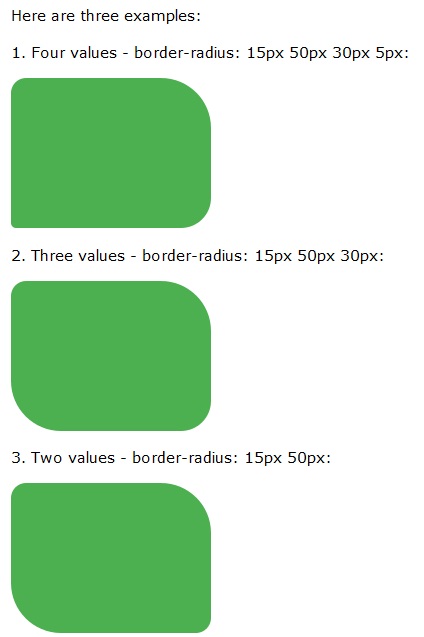 Here are three examples:
1. Four values - border-radius: 15px 50px 30px 5px:
2. Three values - border-radius: 15px 50px 30px:
3. Two values - border-radius: 15px 50px: